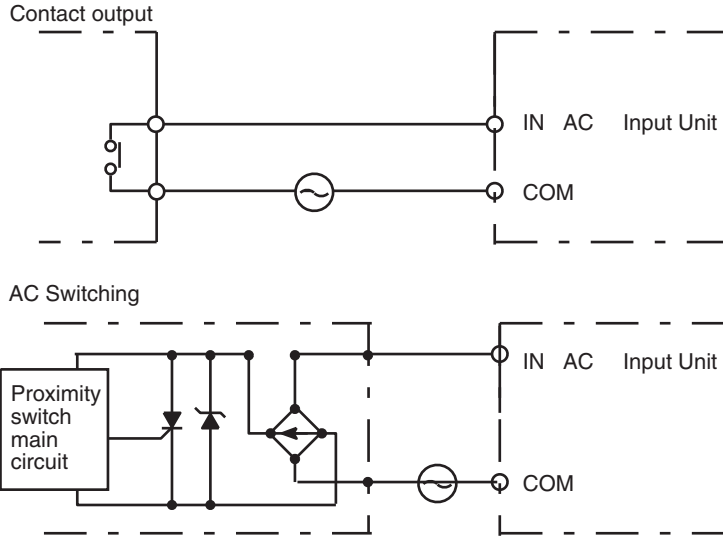 Contact output
IN AC Input Unit
COM
AC Switching
IN AC Input Unit
Proximity
switch
main
circuit
COM